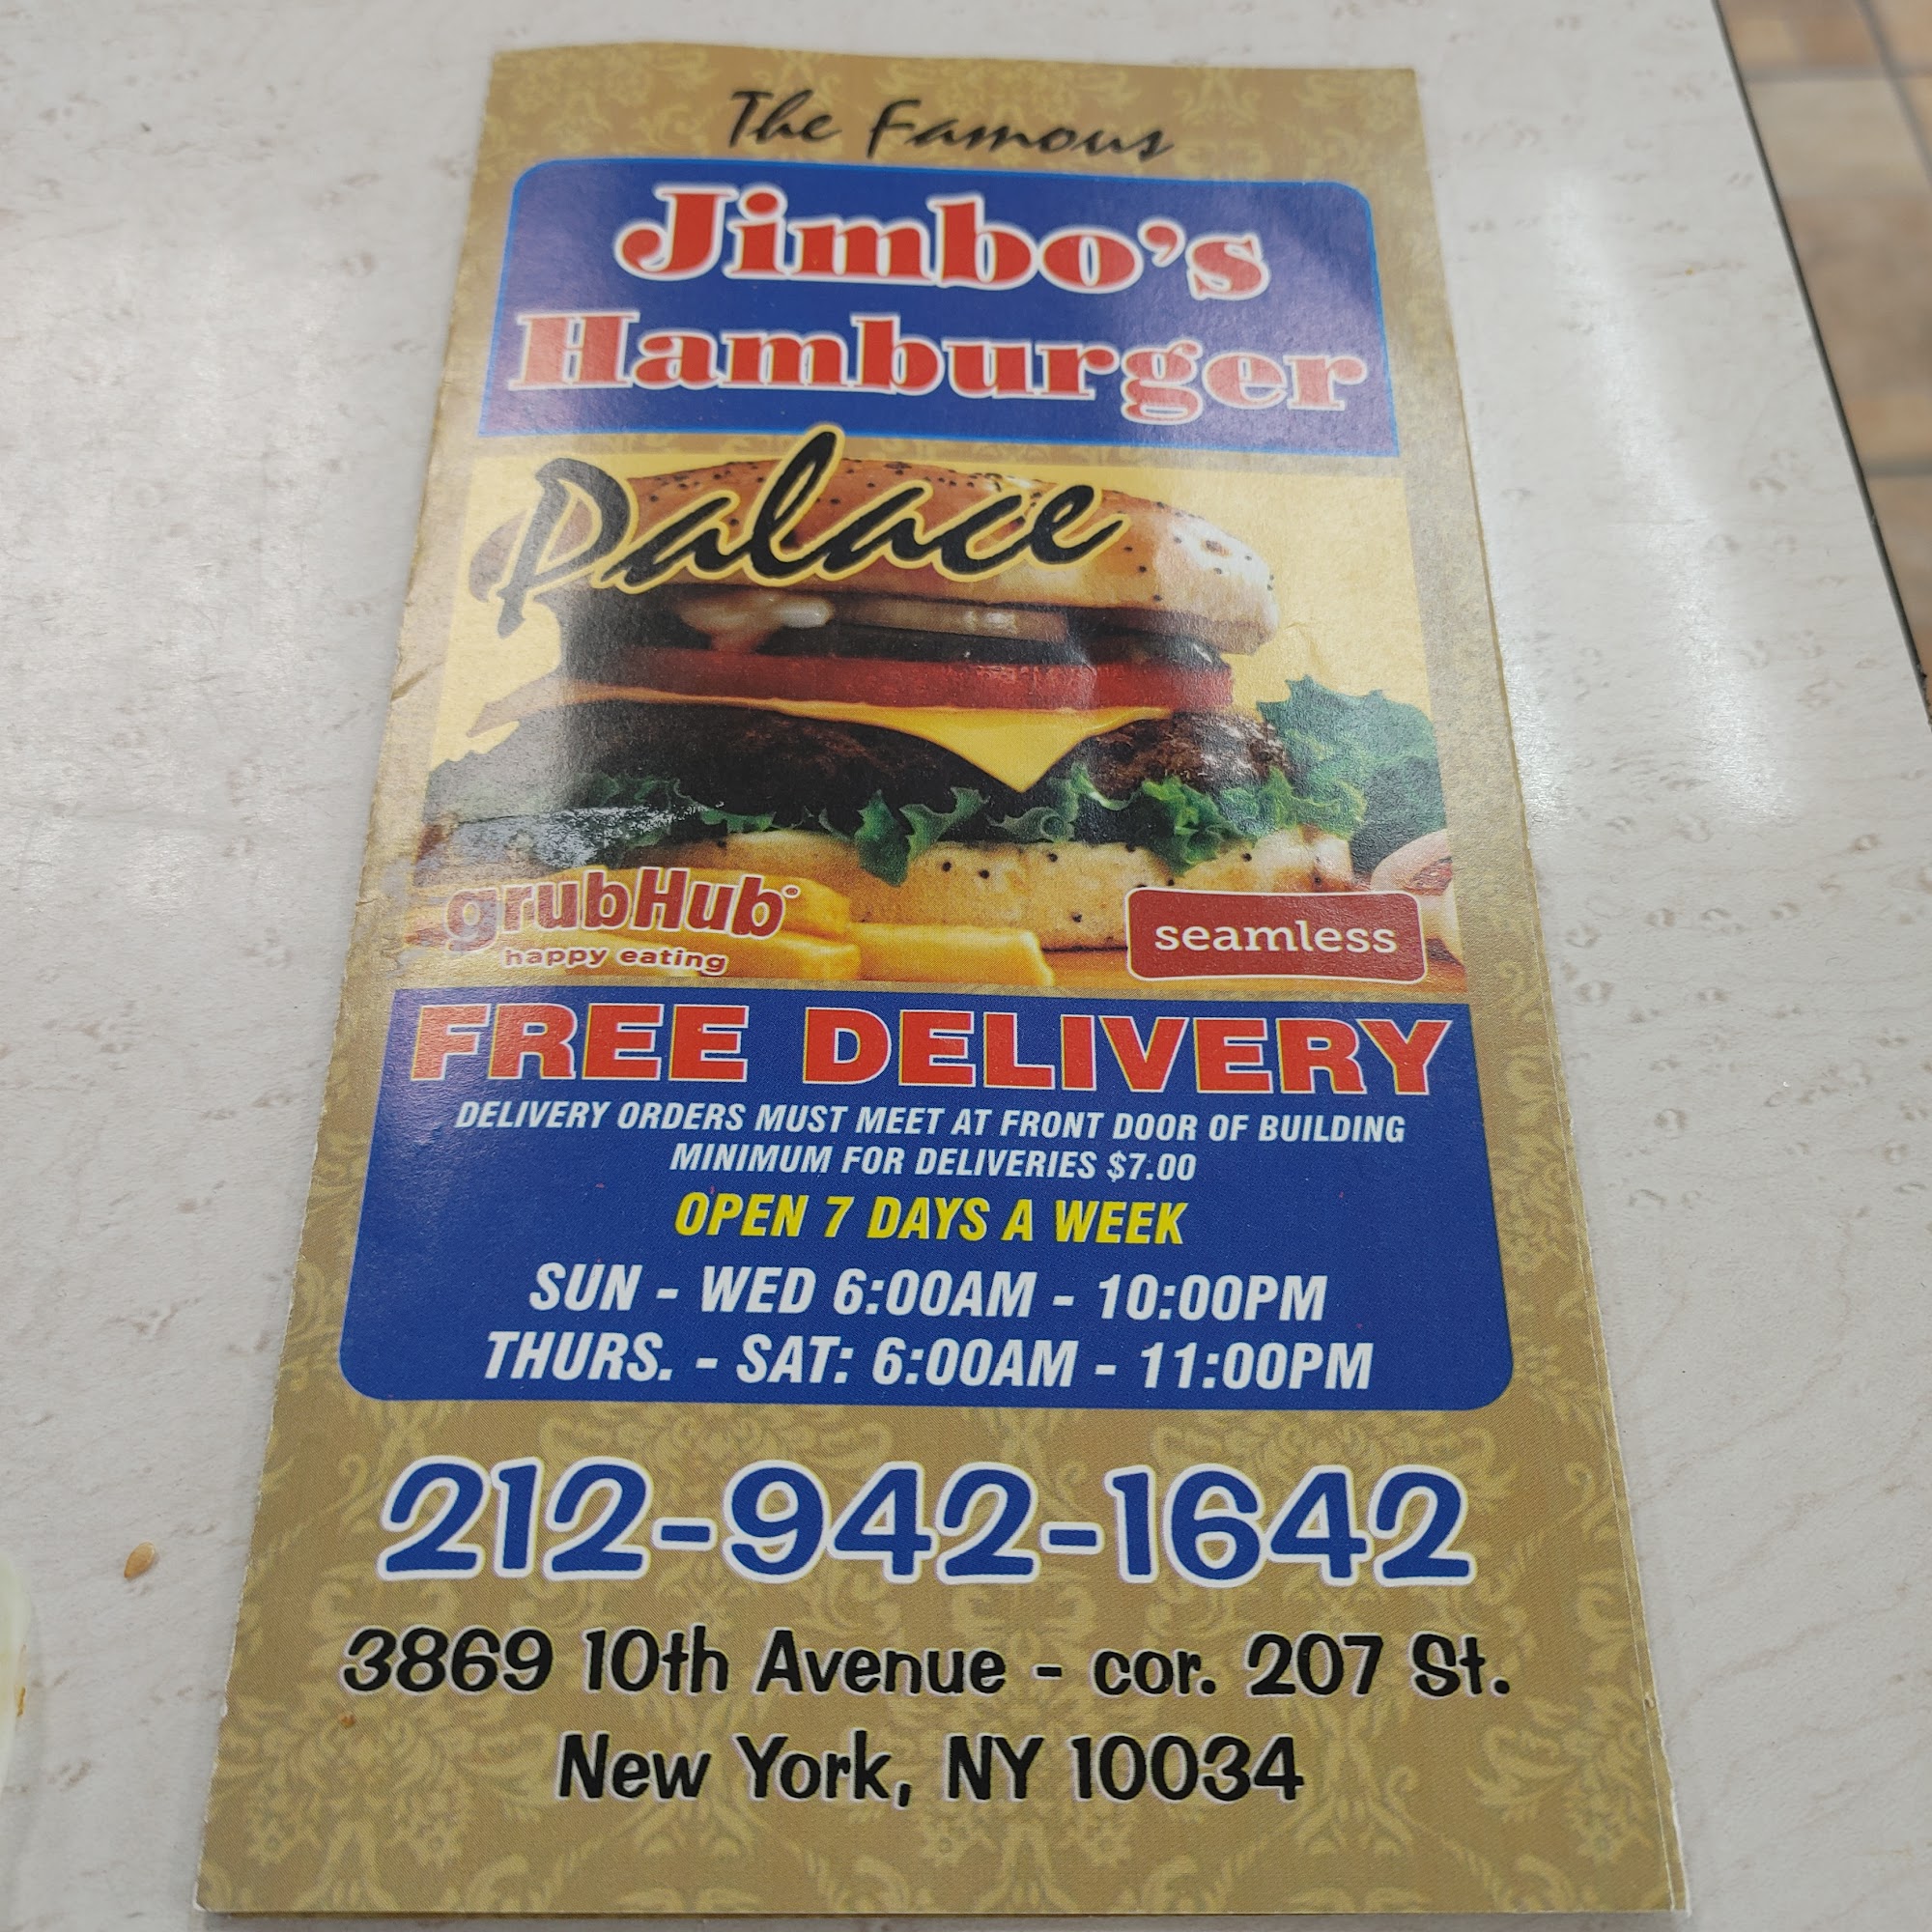 The Famous
Jimbo's
Hamburger
Palace
grubHub®
happy eating
seamless
FREE DELIVERY
DELIVERY ORDERS MUST MEET AT FRONT DOOR OF BUILDING
MINIMUM FOR DELIVERIES $7.00
OPEN 7 DAYS A WEEK
SUN - WED 6:00AM - 10:00PM
THURS. - SAT: 6:00AM - 11:00PM
212-942-1642
3869 10th Avenue - cor. 207 St.
New York, NY 10034